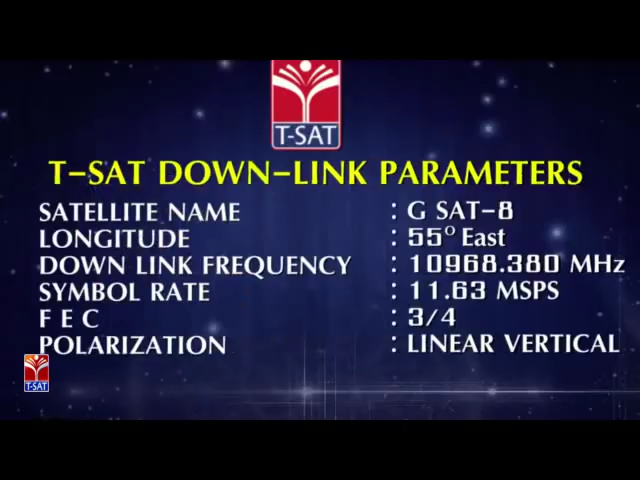 T-SAT
T-SAT DOWN-LINK PARAMETERS
SATELLITE NAME : G SAT-8
LONGITUDE : 55° East
DOWN LINK FREQUENCY : 10968.380 MHz
SYMBOL RATE : 11.63 MSPS
F E C : 3/4
POLARIZATION : LINEAR VERTICAL
T-SAT